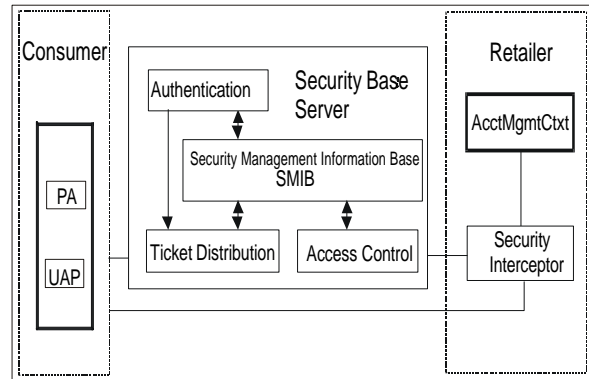 Consumer
Retailer
Authentication
Security Base
Server
AcctMgmtCtxt
Security Management Information Base
SMIB
PA
Ticket Distribution
Access Control
Security
Interceptor
UAP